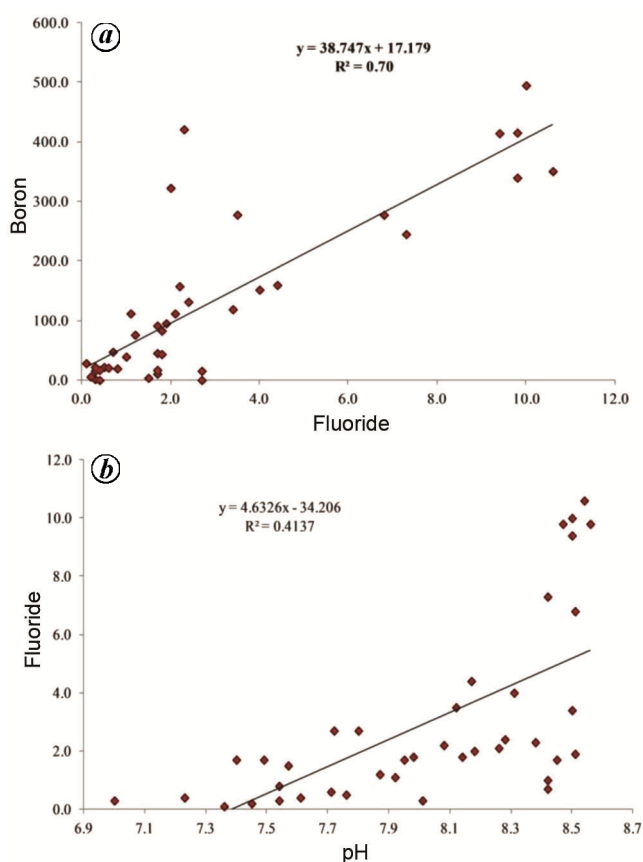 a
y = 38.747x + 17.179
R² = 0.70
600.0
500.0
400.0
300.0
200.0
100.0
0.0
Boron
0.0 2.0 4.0 6.0 8.0 10.0 12.0
Fluoride
b
y = 4.6326x - 34.206
R² = 0.4137
12.0
10.0
8.0
6.0
4.0
2.0
0.0
Fluoride
6.9 7.1 7.3 7.5 7.7 7.9 8.1 8.3 8.5 8.7
pH